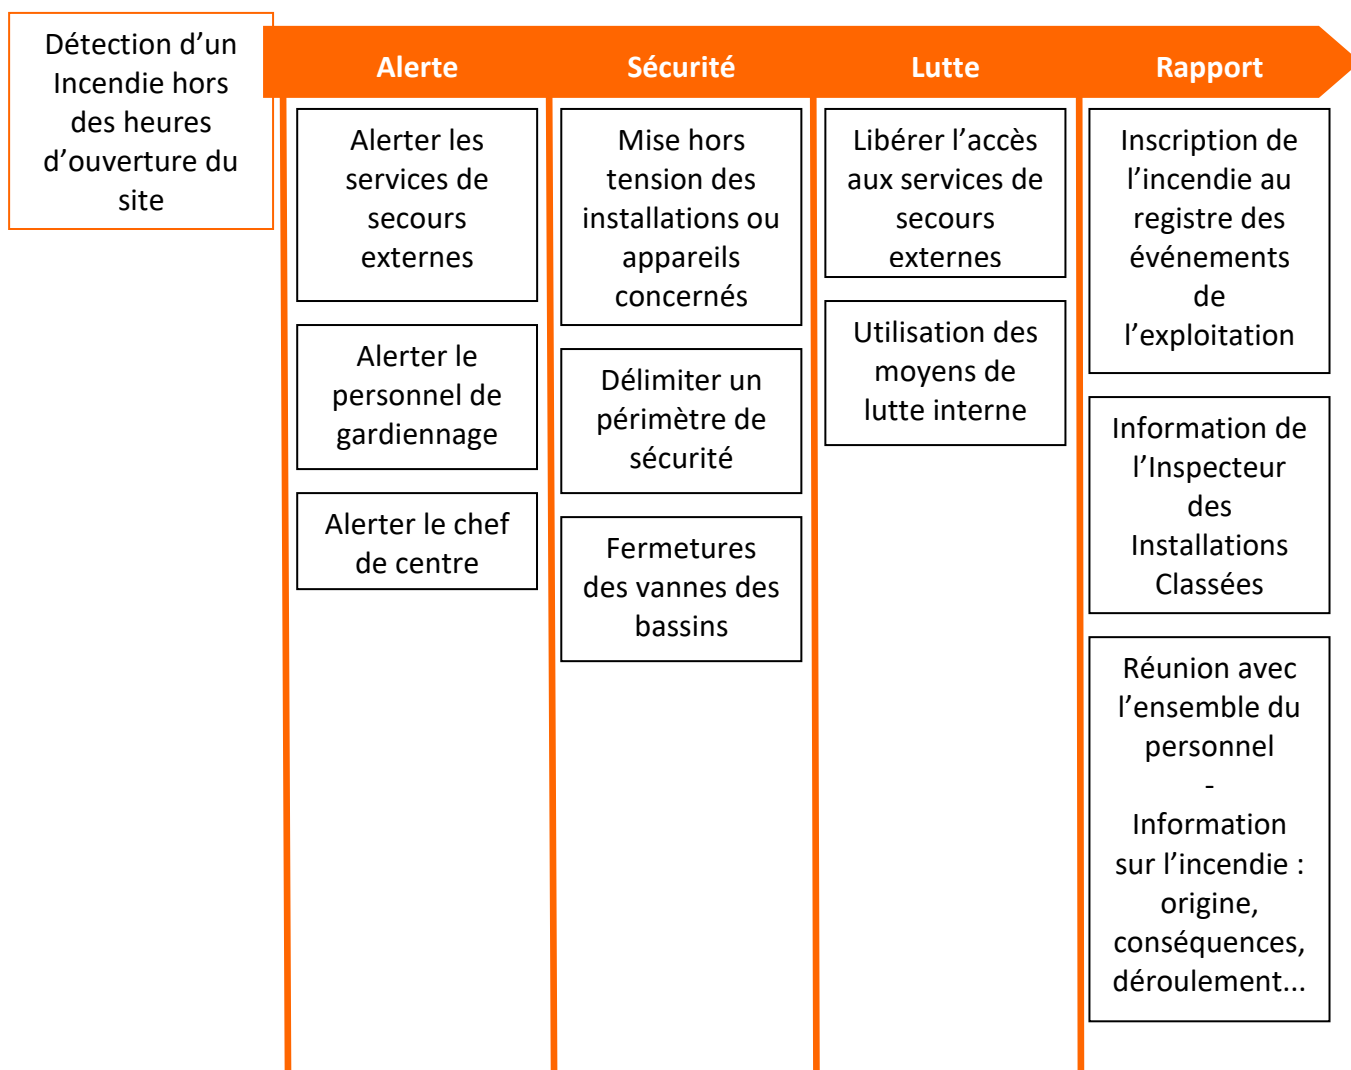 Détection d’un
Incendie hors
des heures
d’ouverture du
site
Alerte
Sécurité
Lutte
Rapport
Alerter les
services de
secours
externes
Alerter le
personnel de
gardiennage
Alerter le chef
de centre
Mise hors
tension des
installations ou
appareils
concernés
Délimiter un
périmètre de
sécurité
Fermetures
des vannes des
bassins
Libérer l’accès
aux services de
secours
externes
Utilisation des
moyens de
lutte interne
Inscription de
l’incendie au
registre des
événements
de
l’exploitation
Information de
l’Inspecteur
des
Installations
Classées
Réunion avec
l’ensemble du
personnel
-
Information
sur l’incendie :
origine,
conséquences,
déroulement...